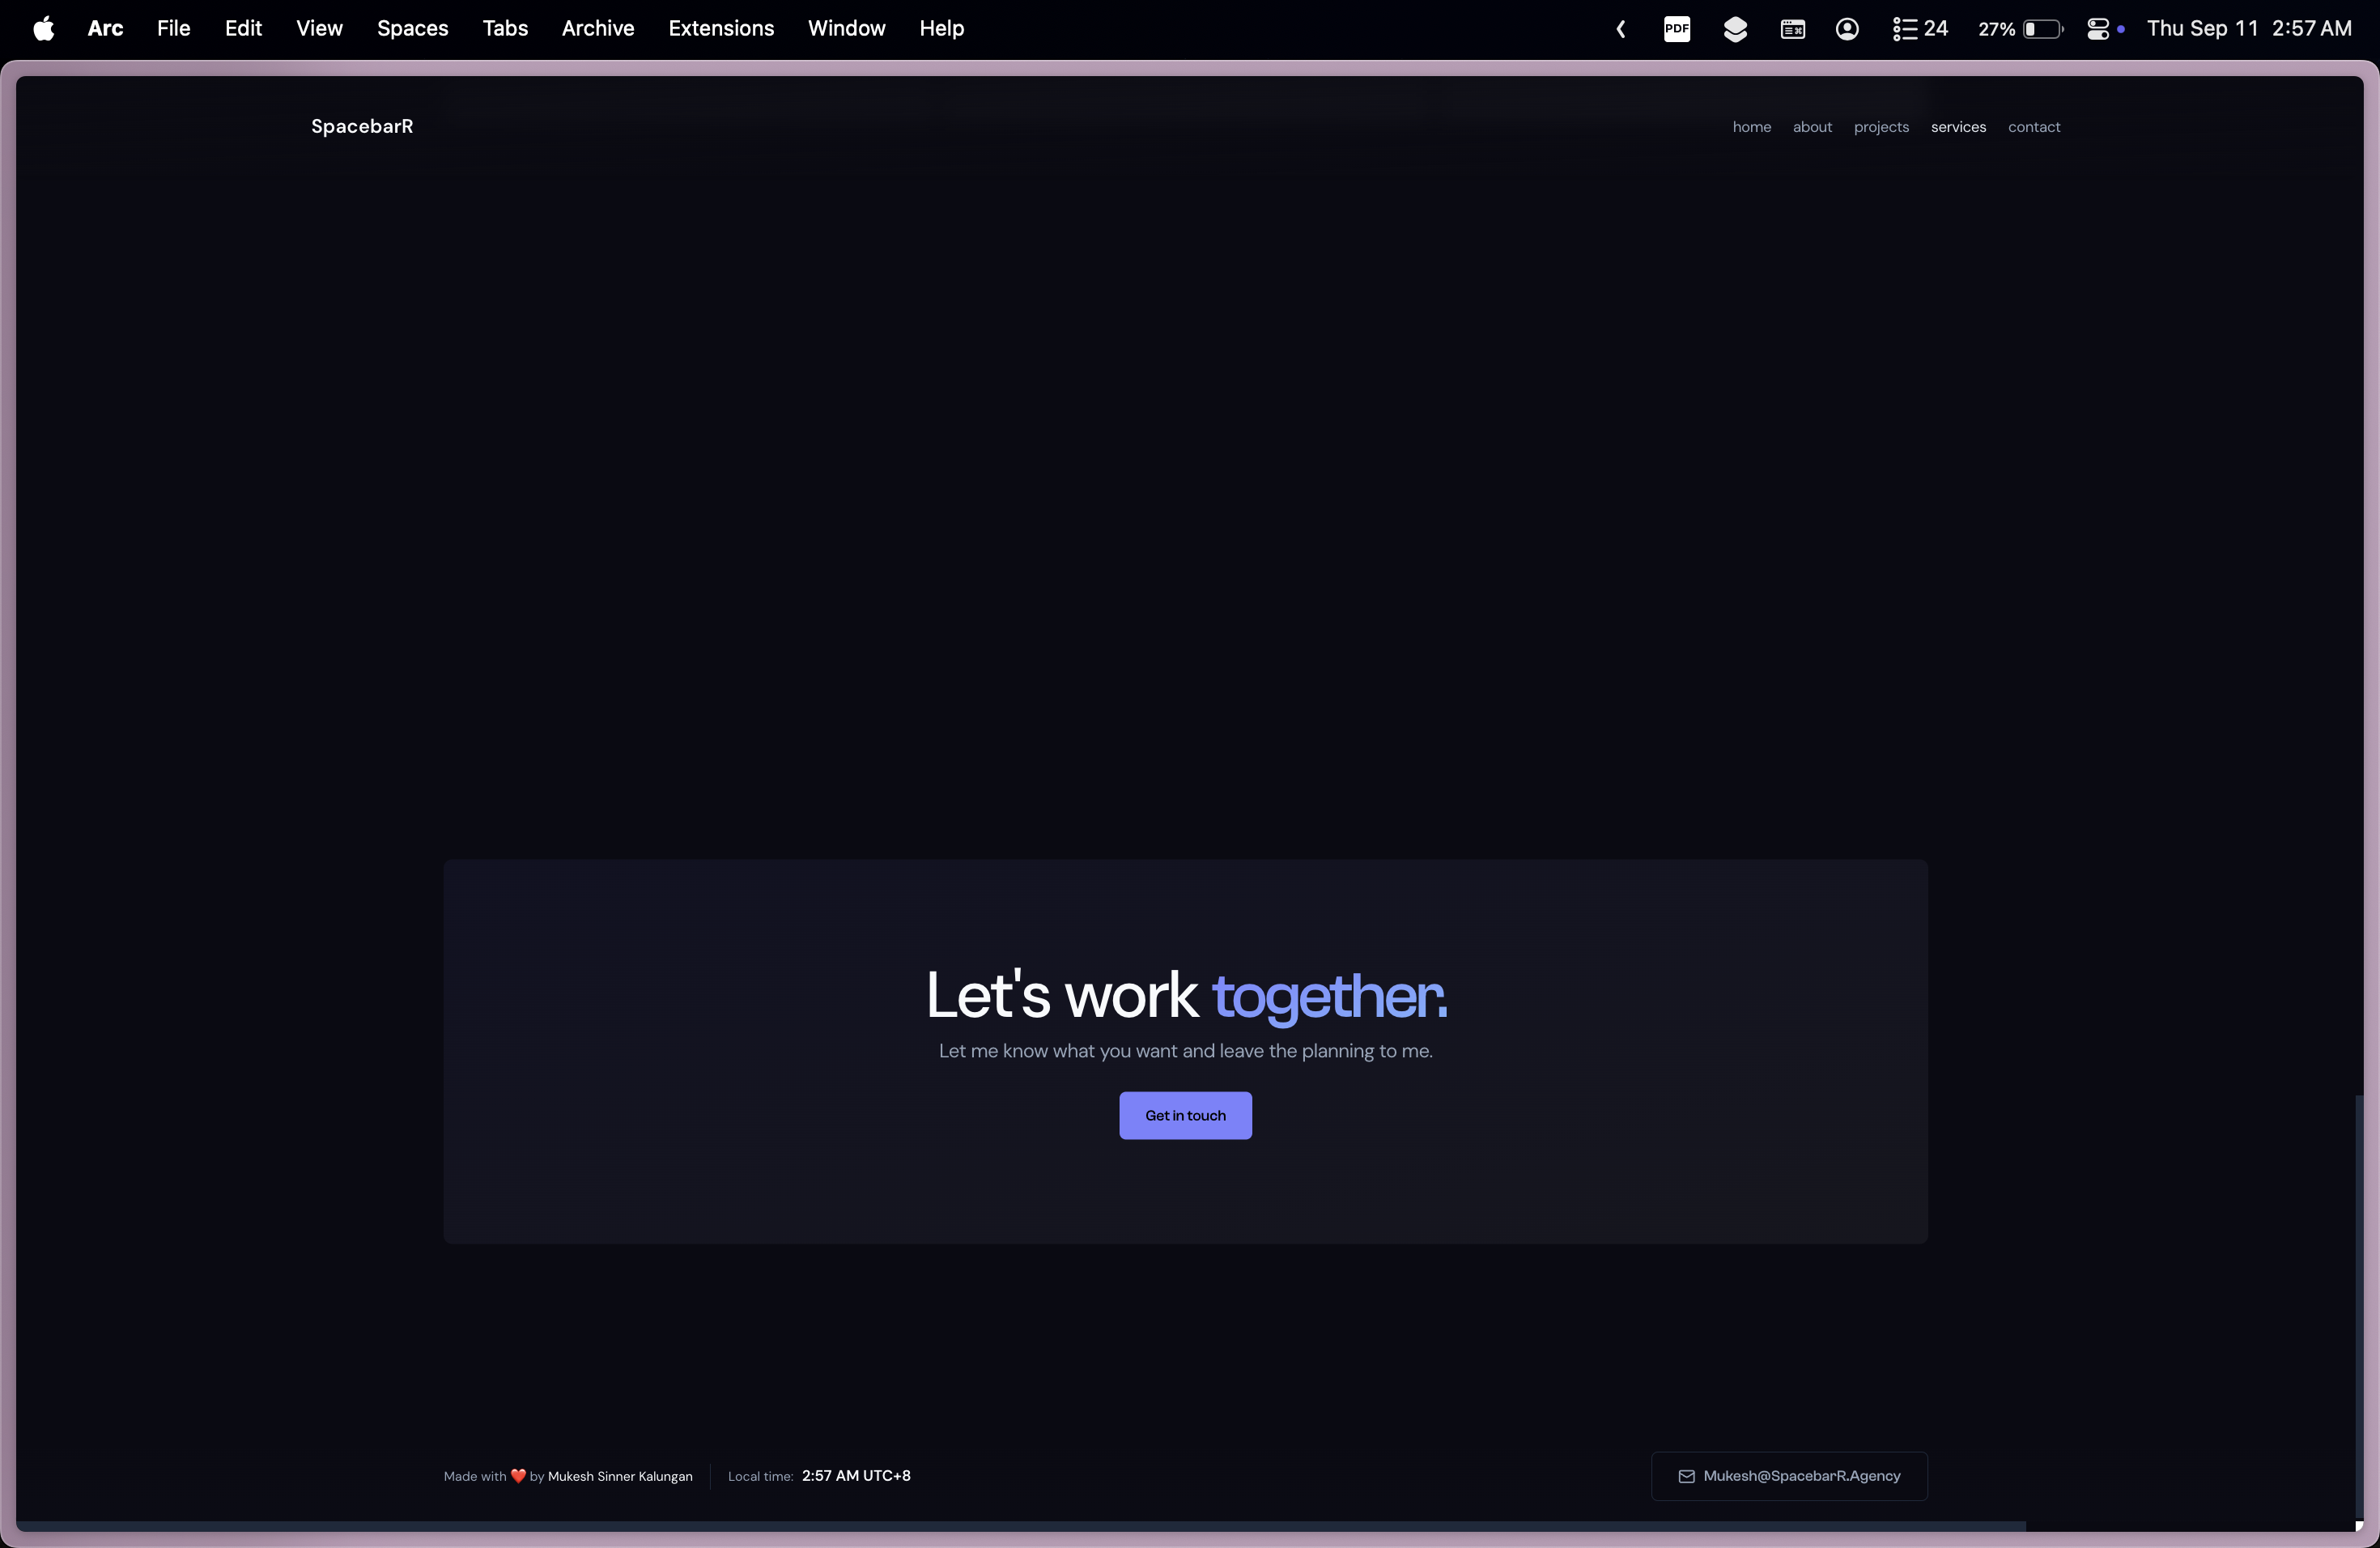 Arc File Edit View Spaces Tabs Archive Extensions Window Help PDF 24 27% Thu Sep 11 2:57 AM
SpacebarR home about projects services contact
Let's work together.
Let me know what you want and leave the planning to me.
Get in touch
Made with ❤️ by Mukesh Sinner Kalungan Local time: 2:57 AM UTC+8 Mukesh@SpacebarR.Agency